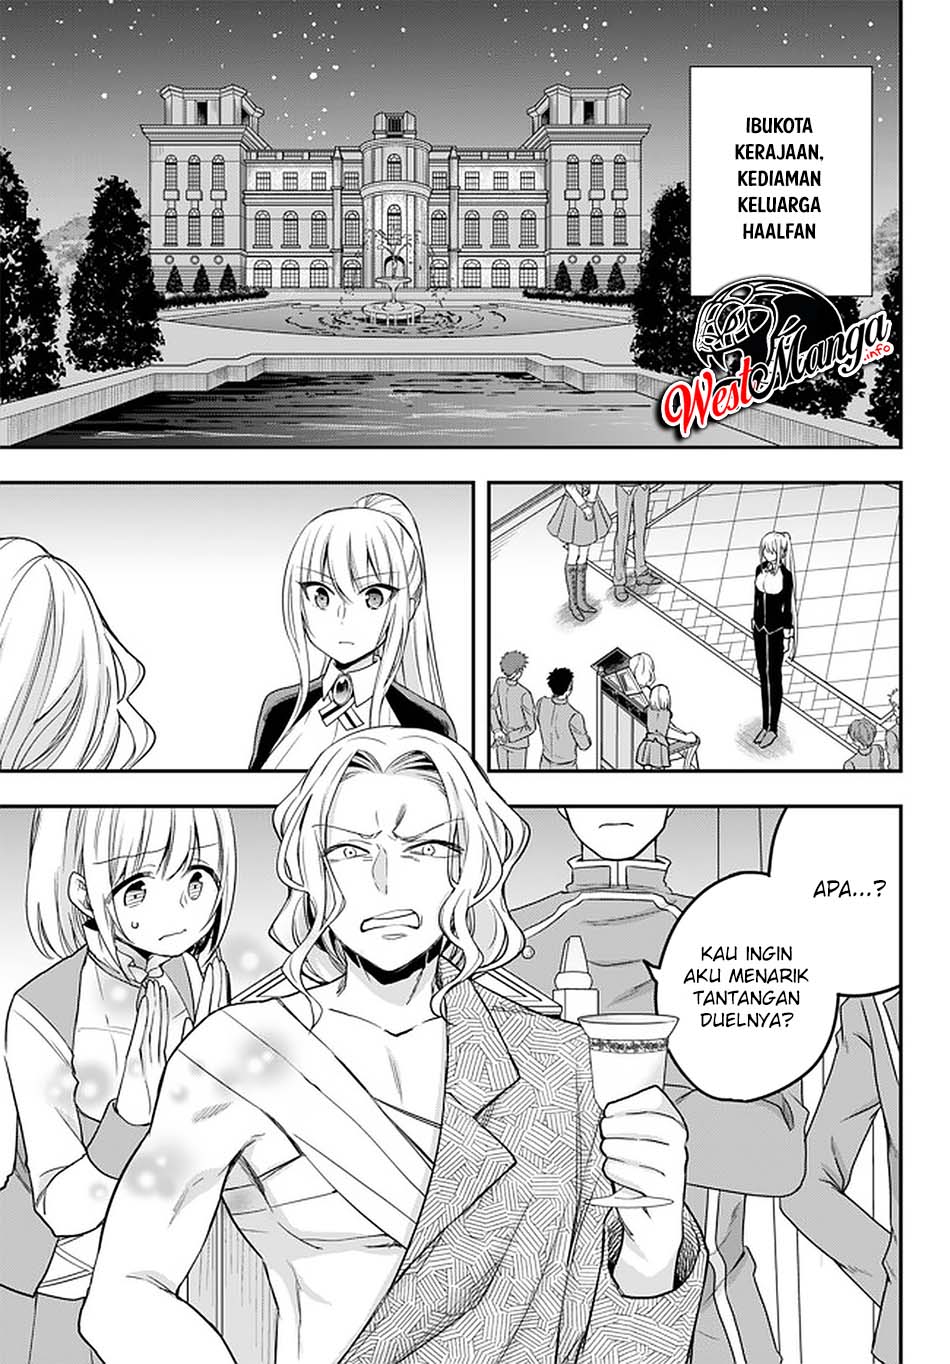 IBUKOTA
KERAJAAN,
KEDIAMAN
KELUARGA
HAALFAN
WestManga
.info
APA...?
KAU INGIN
AKU MENARIK
TANTANGAN
DUELNYA?